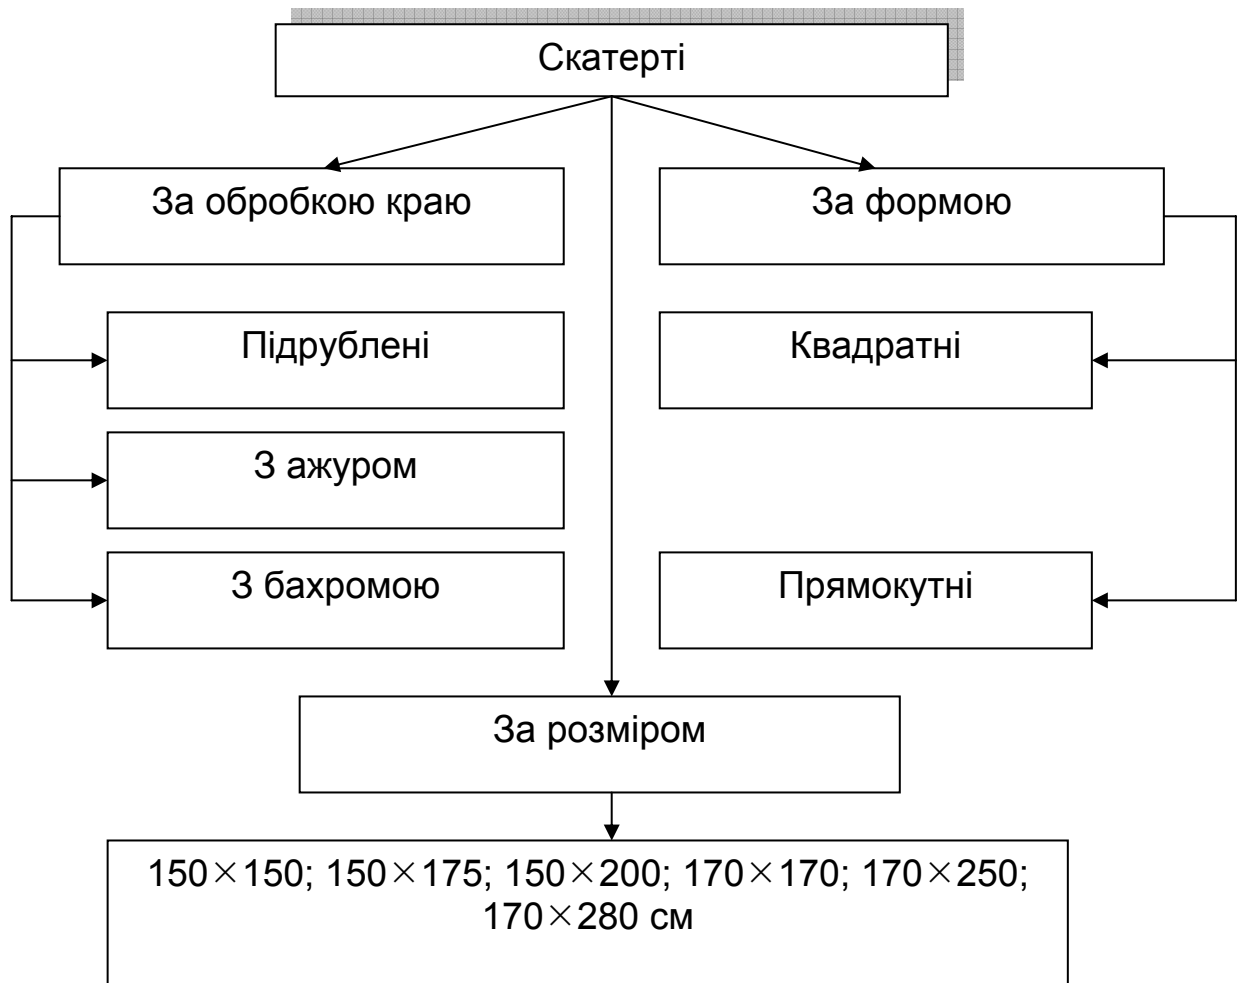 Скатерті
За обробкою краю
За формою
Підрублені
Квадратні
З ажуром
З бахромою
Прямокутні
За розміром
150×150; 150×175; 150×200; 170×170; 170×250;
170×280 см